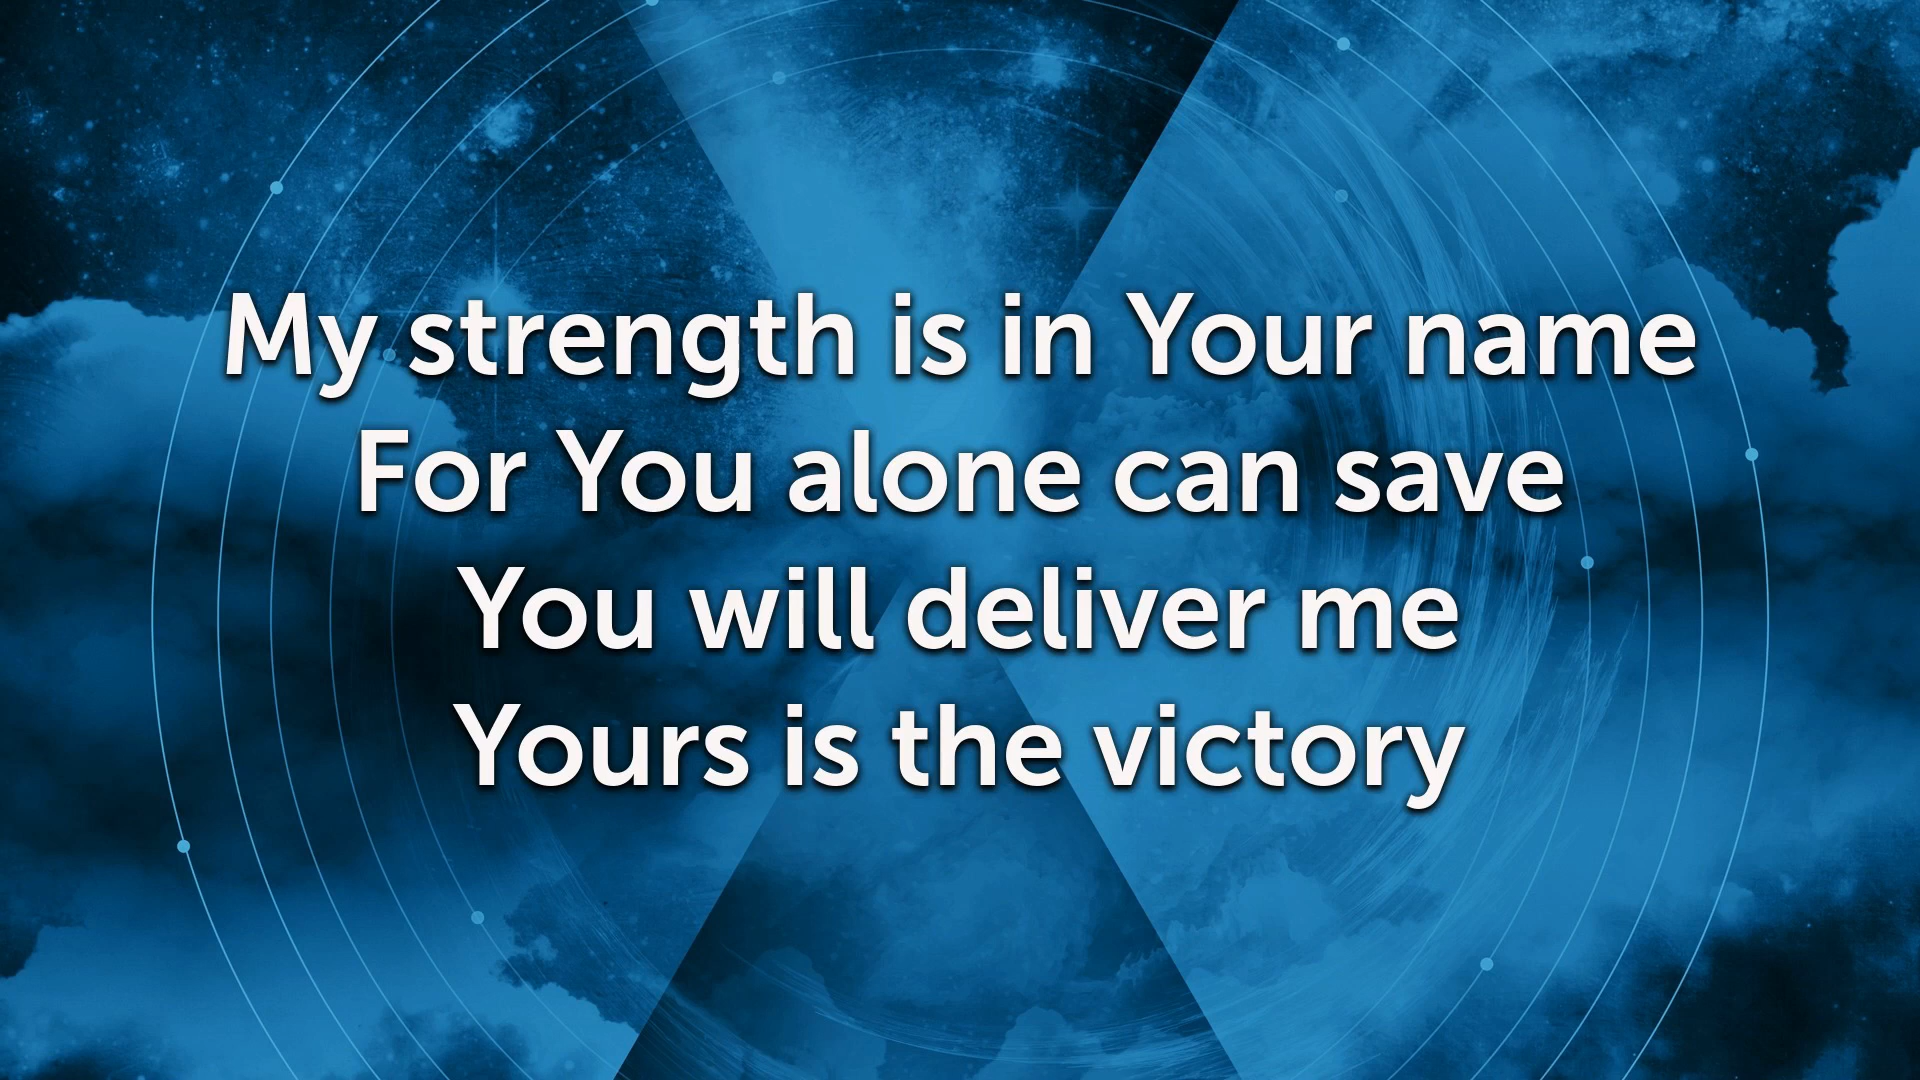 My strength is in Your name
For You alone can save
You will deliver me
Yours is the victory